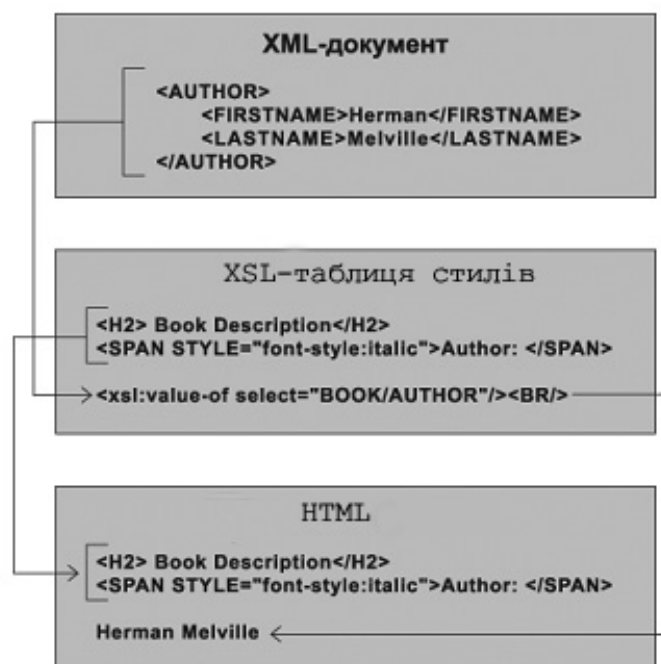 XML-документ
<AUTHOR>
<FIRSTNAME>Herman</FIRSTNAME>
<LASTNAME>Melville</LASTNAME>
</AUTHOR>
XSL-таблиця стилів
<H2> Book Description</H2>
<SPAN STYLE="font-style:italic">Author: </SPAN>
<xsl:value-of select="BOOK/AUTHOR"/><BR/>
HTML
<H2> Book Description</H2>
<SPAN STYLE="font-style:italic">Author: </SPAN>
Herman Melville